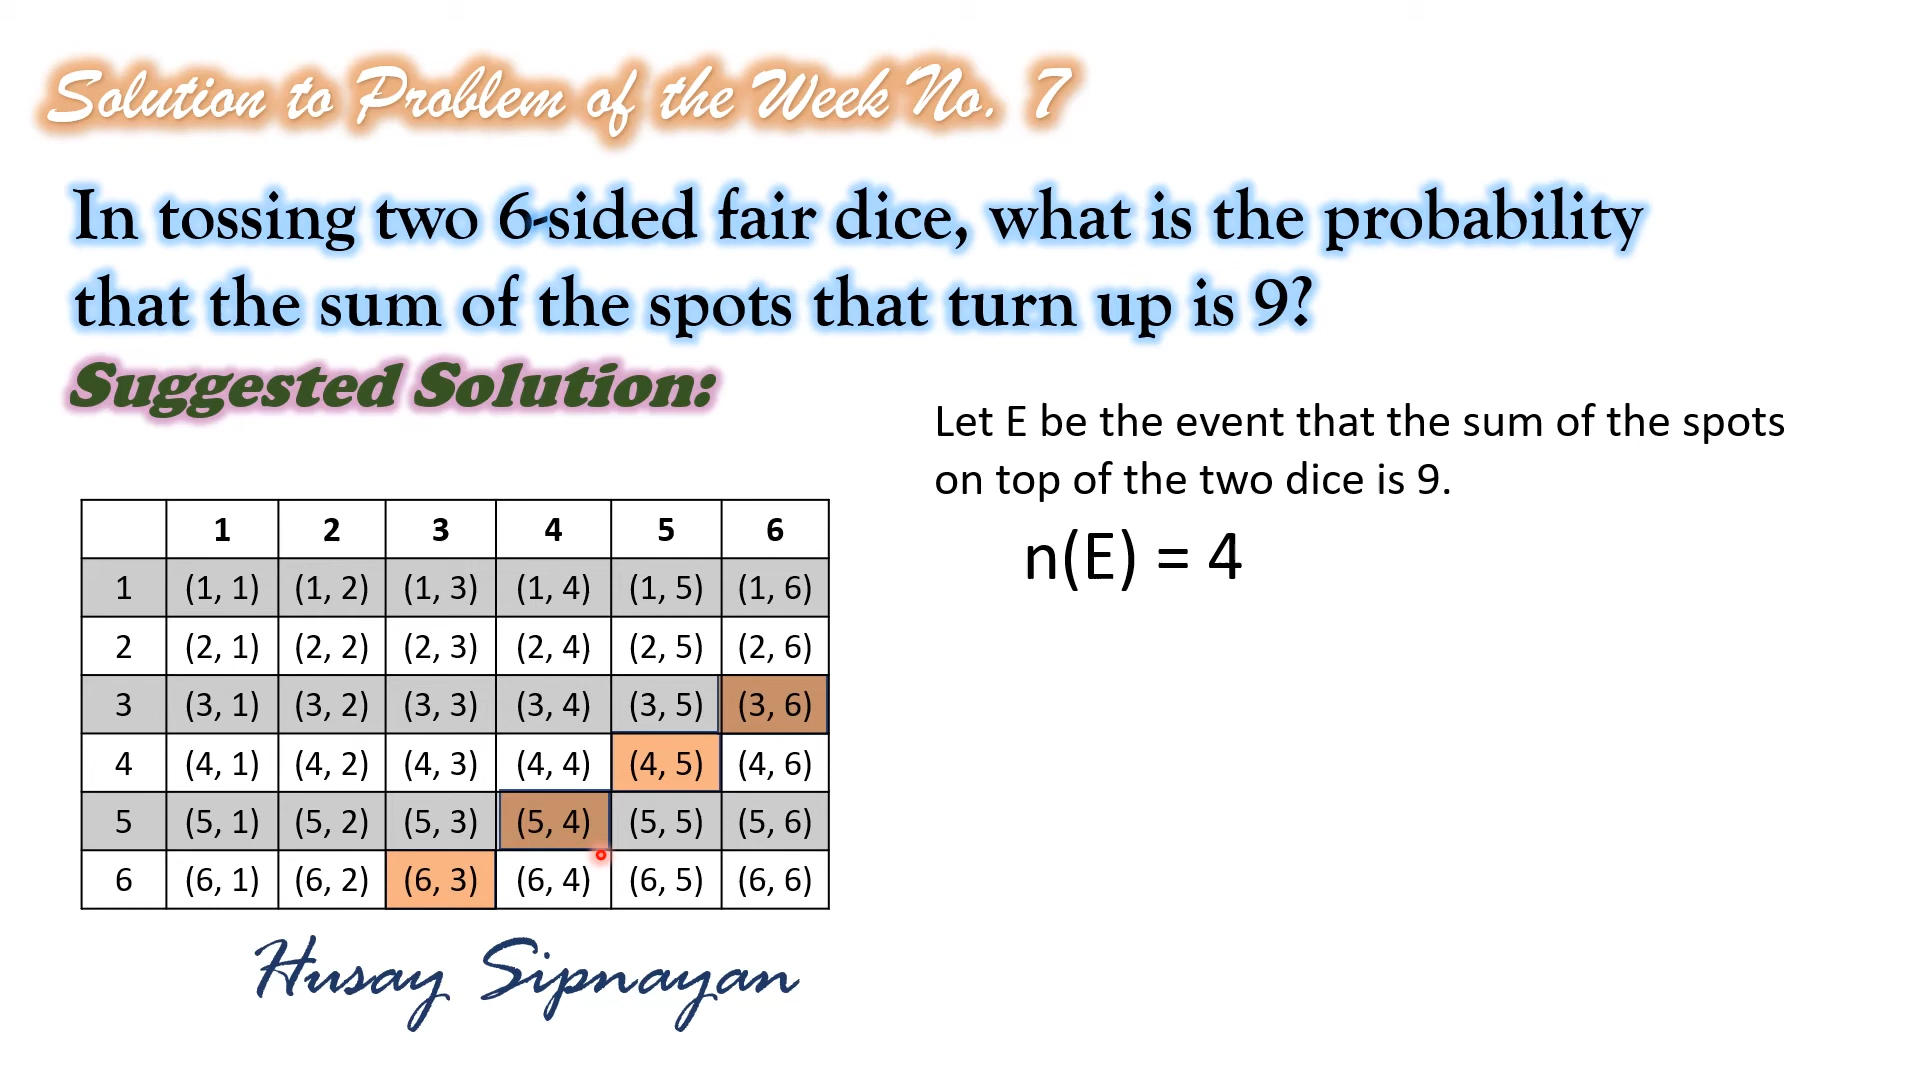 Solution to Problem of the Week No. 7
In tossing two 6-sided fair dice, what is the probability
that the sum of the spots that turn up is 9?
Suggested Solution:
Let E be the event that the sum of the spots
on top of the two dice is 9.
n(E) = 4
1 2 3 4 5 6
1 (1, 1) (1, 2) (1, 3) (1, 4) (1, 5) (1, 6)
2 (2, 1) (2, 2) (2, 3) (2, 4) (2, 5) (2, 6)
3 (3, 1) (3, 2) (3, 3) (3, 4) (3, 5) (3, 6)
4 (4, 1) (4, 2) (4, 3) (4, 4) (4, 5) (4, 6)
5 (5, 1) (5, 2) (5, 3) (5, 4) (5, 5) (5, 6)
6 (6, 1) (6, 2) (6, 3) (6, 4) (6, 5) (6, 6)
Husay Sipnayan